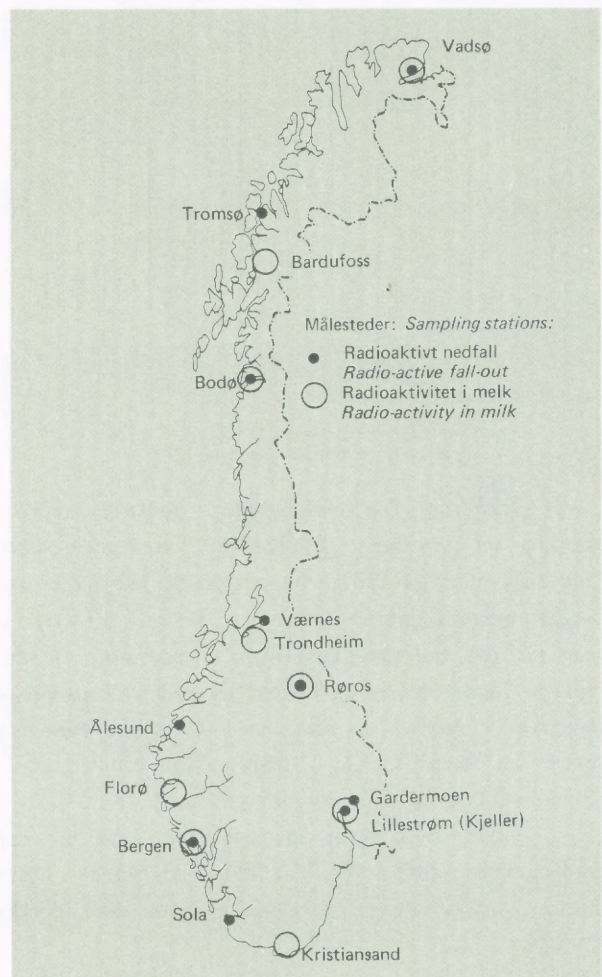 Vadsø
Tromsø
Bardufoss
Målesteder: Sampling stations:
Radioaktivt nedfall
Radio-active fall-out
Bodø
Radioaktivitet i melk
Radio-activity in milk
Værnes
Trondheim
Røros
Ålesund
Florø
Gardermoen
Lillestrøm (Kjeller)
Bergen
Sola
Kristiansand